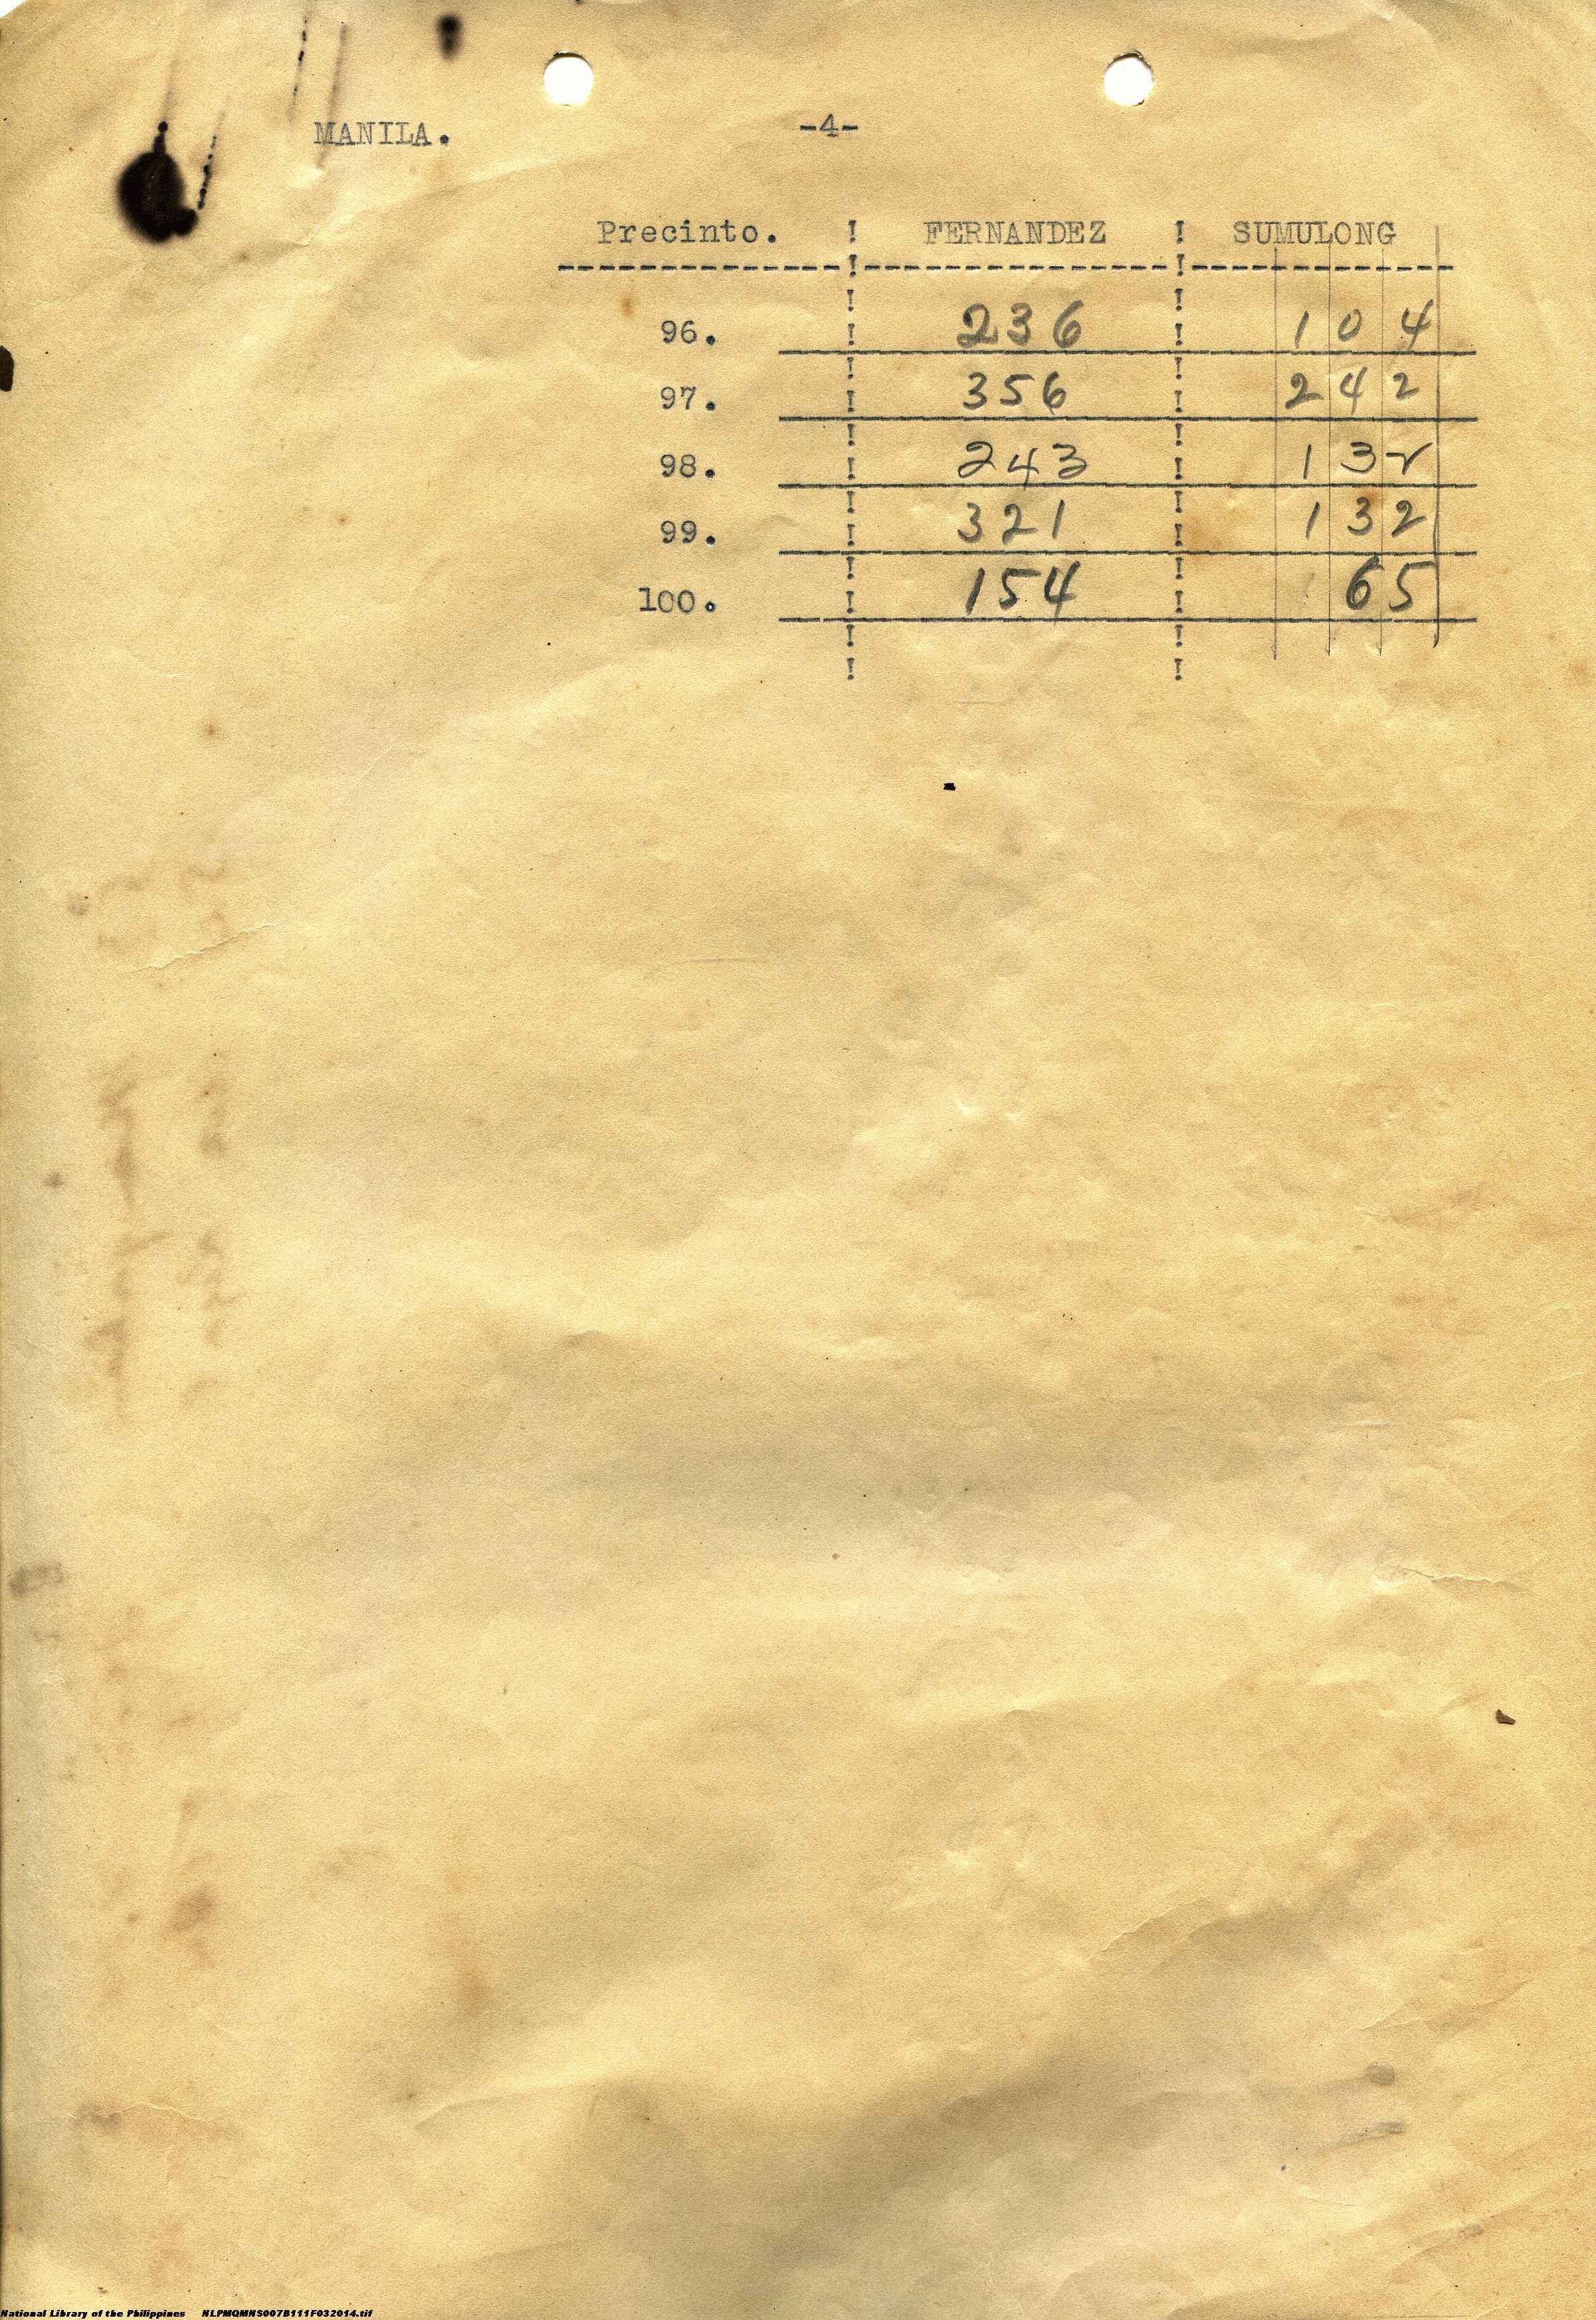 MANILA. -4-
Precinto. ! FERNANDEZ ! SUMULONG
96. 236 104
97. 356 242
98. 243 132
99. 321 132
100. 154 65
National Library of the Philippines NLPMQMNS007B111F032014.tif